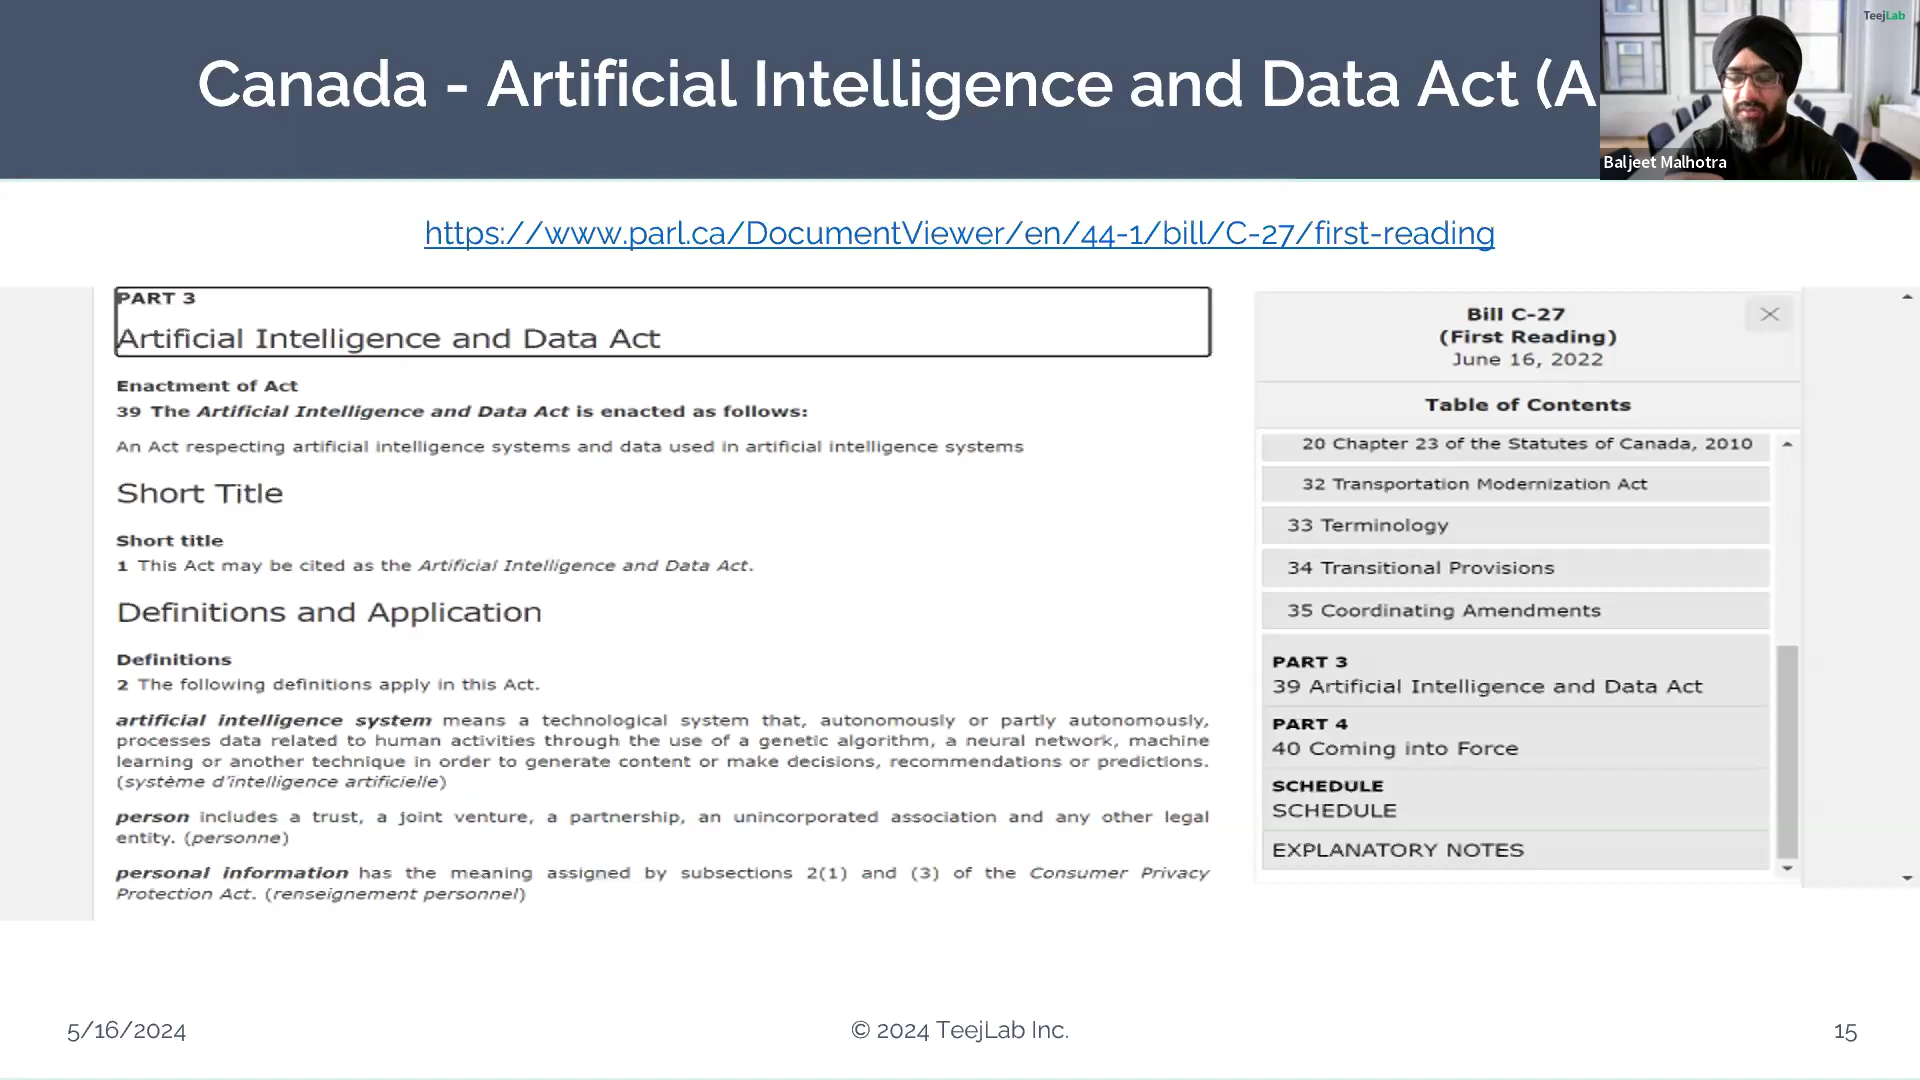 Canada - Artificial Intelligence and Data Act (A
TeejLab
Baljeet Malhotra
https://www.parl.ca/DocumentViewer/en/44-1/bill/C-27/first-reading
PART 3
Artificial Intelligence and Data Act
Enactment of Act
39 The Artificial Intelligence and Data Act is enacted as follows:
An Act respecting artificial intelligence systems and data used in artificial intelligence systems
Short Title
Short title
1 This Act may be cited as the Artificial Intelligence and Data Act.
Definitions and Application
Definitions
2 The following definitions apply in this Act.
artificial intelligence system means a technological system that, autonomously or partly autonomously,
processes data related to human activities through the use of a genetic algorithm, a neural network, machine
learning or another technique in order to generate content or make decisions, recommendations or predictions.
(système d'intelligence artificielle)
person includes a trust, a joint venture, a partnership, an unincorporated association and any other legal
entity. (personne)
personal information has the meaning assigned by subsections 2(1) and (3) of the Consumer Privacy
Protection Act. (renseignement personnel)
Bill C-27
(First Reading)
June 16, 2022
Table of Contents
20 Chapter 23 of the Statutes of Canada, 2010
32 Transportation Modernization Act
33 Terminology
34 Transitional Provisions
35 Coordinating Amendments
PART 3
39 Artificial Intelligence and Data Act
PART 4
40 Coming into Force
SCHEDULE
SCHEDULE
EXPLANATORY NOTES
5/16/2024
© 2024 TeejLab Inc.
15